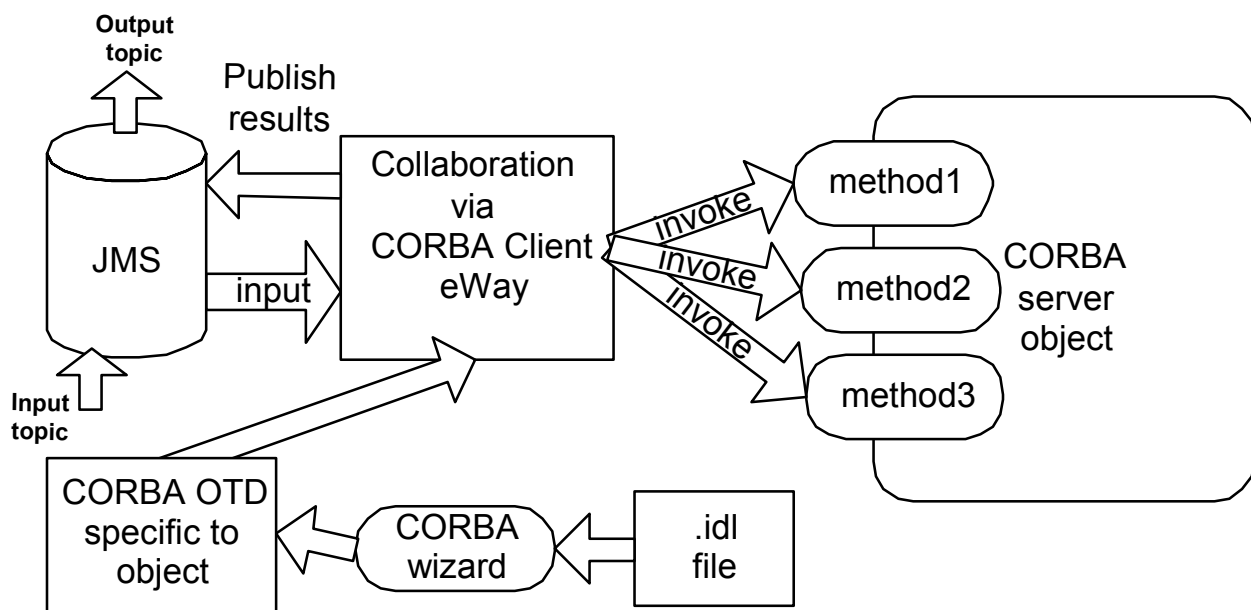 Output
topic
Publish
results
JMS
input
Input
topic
Collaboration
via
CORBA Client
eWay
invoke
invoke
invoke
method1
method2
method3
CORBA
server
object
CORBA OTD
specific to
object
CORBA
wizard
.idl
file